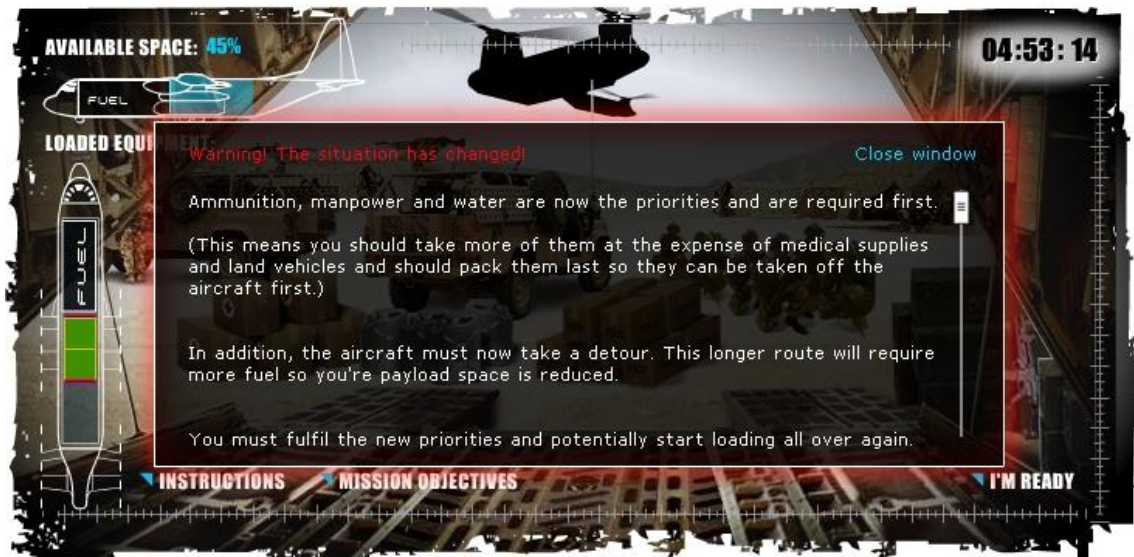 AVAILABLE SPACE: 45%
04:53:14
FUEL
LOADED EQUIPMENT:
Warning! The situation has changed!
Close window
Ammunition, manpower and water are now the priorities and are required first.
(This means you should take more of them at the expense of medical supplies
and land vehicles and should pack them last so they can be taken off the
aircraft first.)
FUEL
In addition, the aircraft must now take a detour. This longer route will require
more fuel so you're payload space is reduced.
You must fulfil the new priorities and potentially start loading all over again.
INSTRUCTIONS
MISSION OBJECTIVES
I'M READY